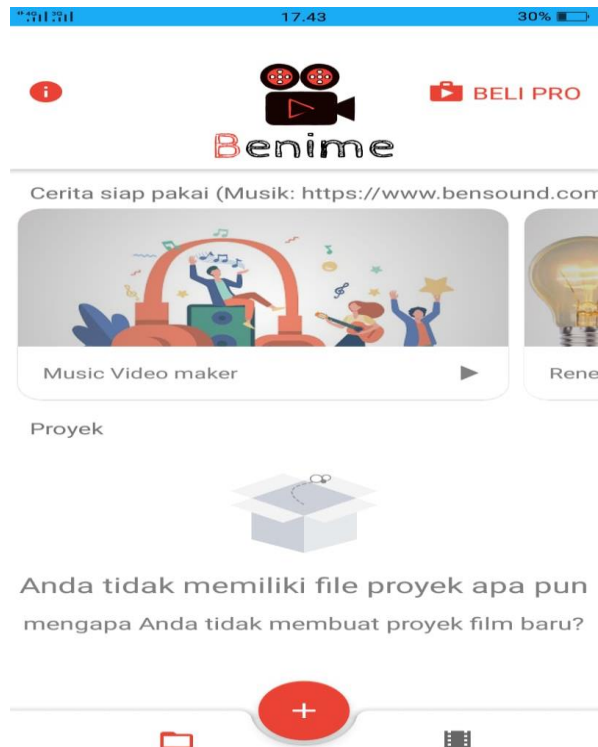 17.43
30%
BELI PRO
Benime
Cerita siap pakai (Musik: https://www.bensound.com
Music Video maker
Rene
Proyek
Anda tidak memiliki file proyek apa pun
mengapa Anda tidak membuat proyek film baru?